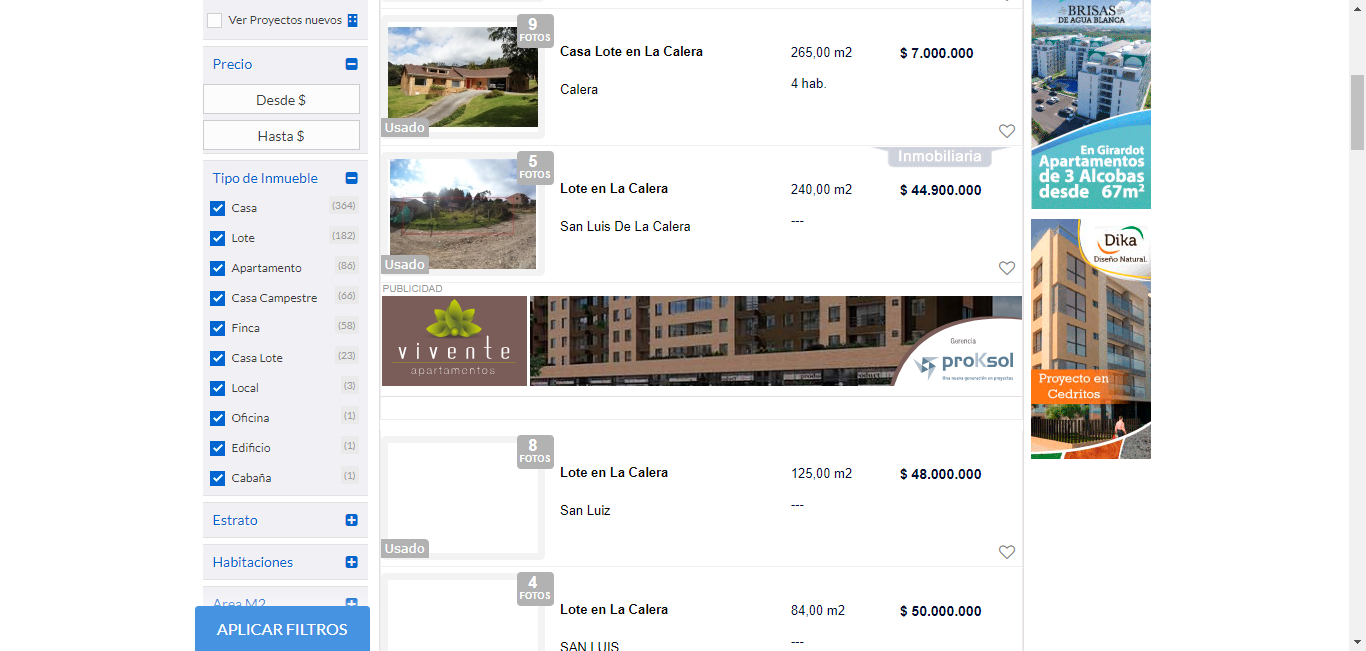 Ver Proyectos nuevos
Precio
Desde $
Hasta $
Tipo de Inmueble
Casa (364)
Lote (182)
Apartamento (86)
Casa Campestre (66)
Finca (58)
Casa Lote (23)
Local (3)
Oficina (1)
Edificio (1)
Cabaña (1)
Estrato
Habitaciones
Area M2
APLICAR FILTROS
9
FOTOS
Casa Lote en La Calera
265,00 m2
$ 7.000.000
Calera
4 hab.
Usado
Inmobiliaria
5
FOTOS
Lote en La Calera
240,00 m2
$ 44.900.000
San Luis De La Calera
---
Usado
PUBLICIDAD
vivente
apartamentos
Gerencia
proKsol
Una nueva generación en proyectos
8
FOTOS
Lote en La Calera
125,00 m2
$ 48.000.000
San Luiz
---
Usado
4
FOTOS
Lote en La Calera
84,00 m2
$ 50.000.000
SAN LUIS
---
BRISAS
DE AGUA BLANCA
En Girardot
Apartamentos
de 3 Alcobas
desde 67m²
Dika
Diseño Natural.
Proyecto en
Cedritos